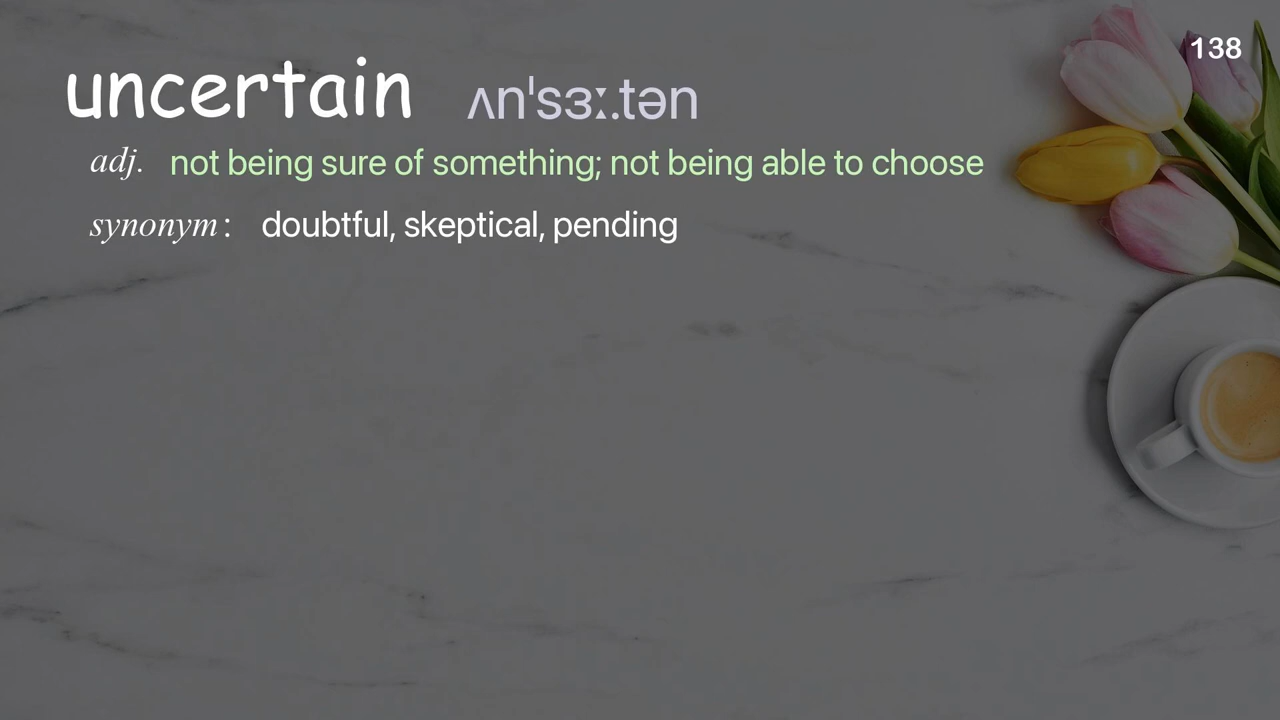 138
uncertain ʌnˈsɜː.tən
adj. not being sure of something; not being able to choose
synonym: doubtful, skeptical, pending